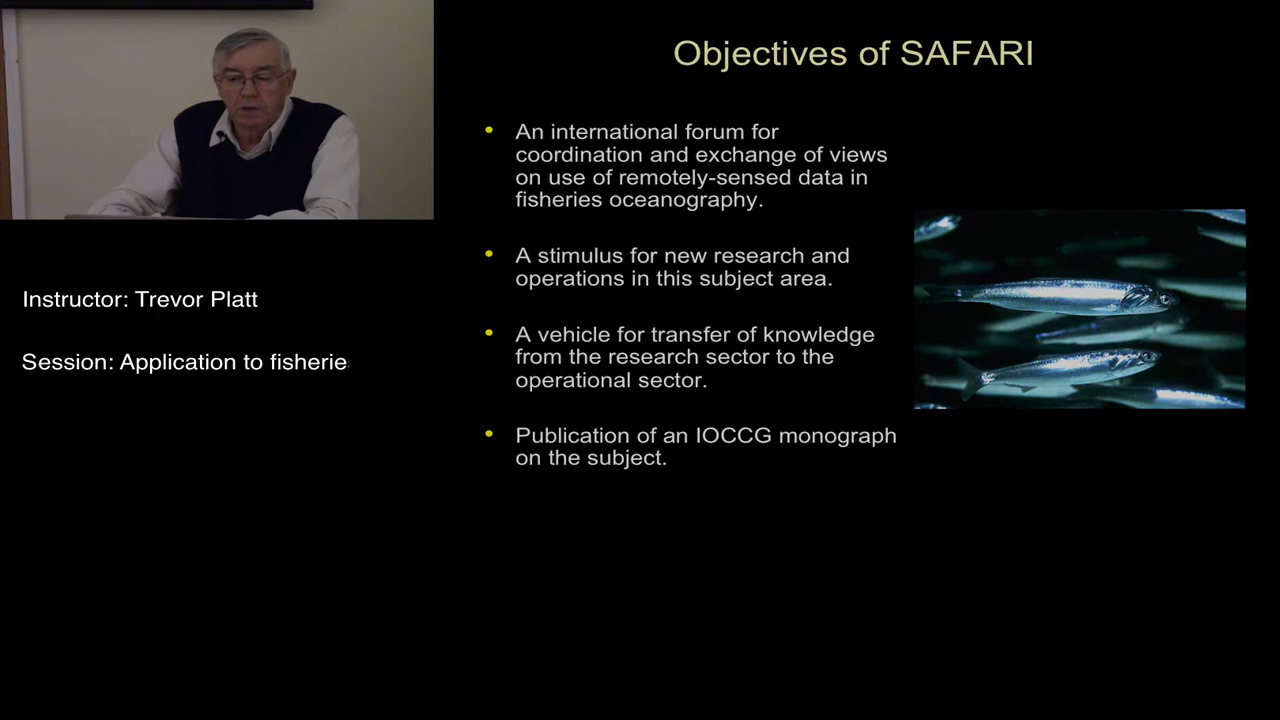 Objectives of SAFARI
An international forum for
coordination and exchange of views
on use of remotely-sensed data in
fisheries oceanography.
A stimulus for new research and
operations in this subject area.
A vehicle for transfer of knowledge
from the research sector to the
operational sector.
Publication of an IOCCG monograph
on the subject.
Instructor: Trevor Platt
Session: Application to fisherie